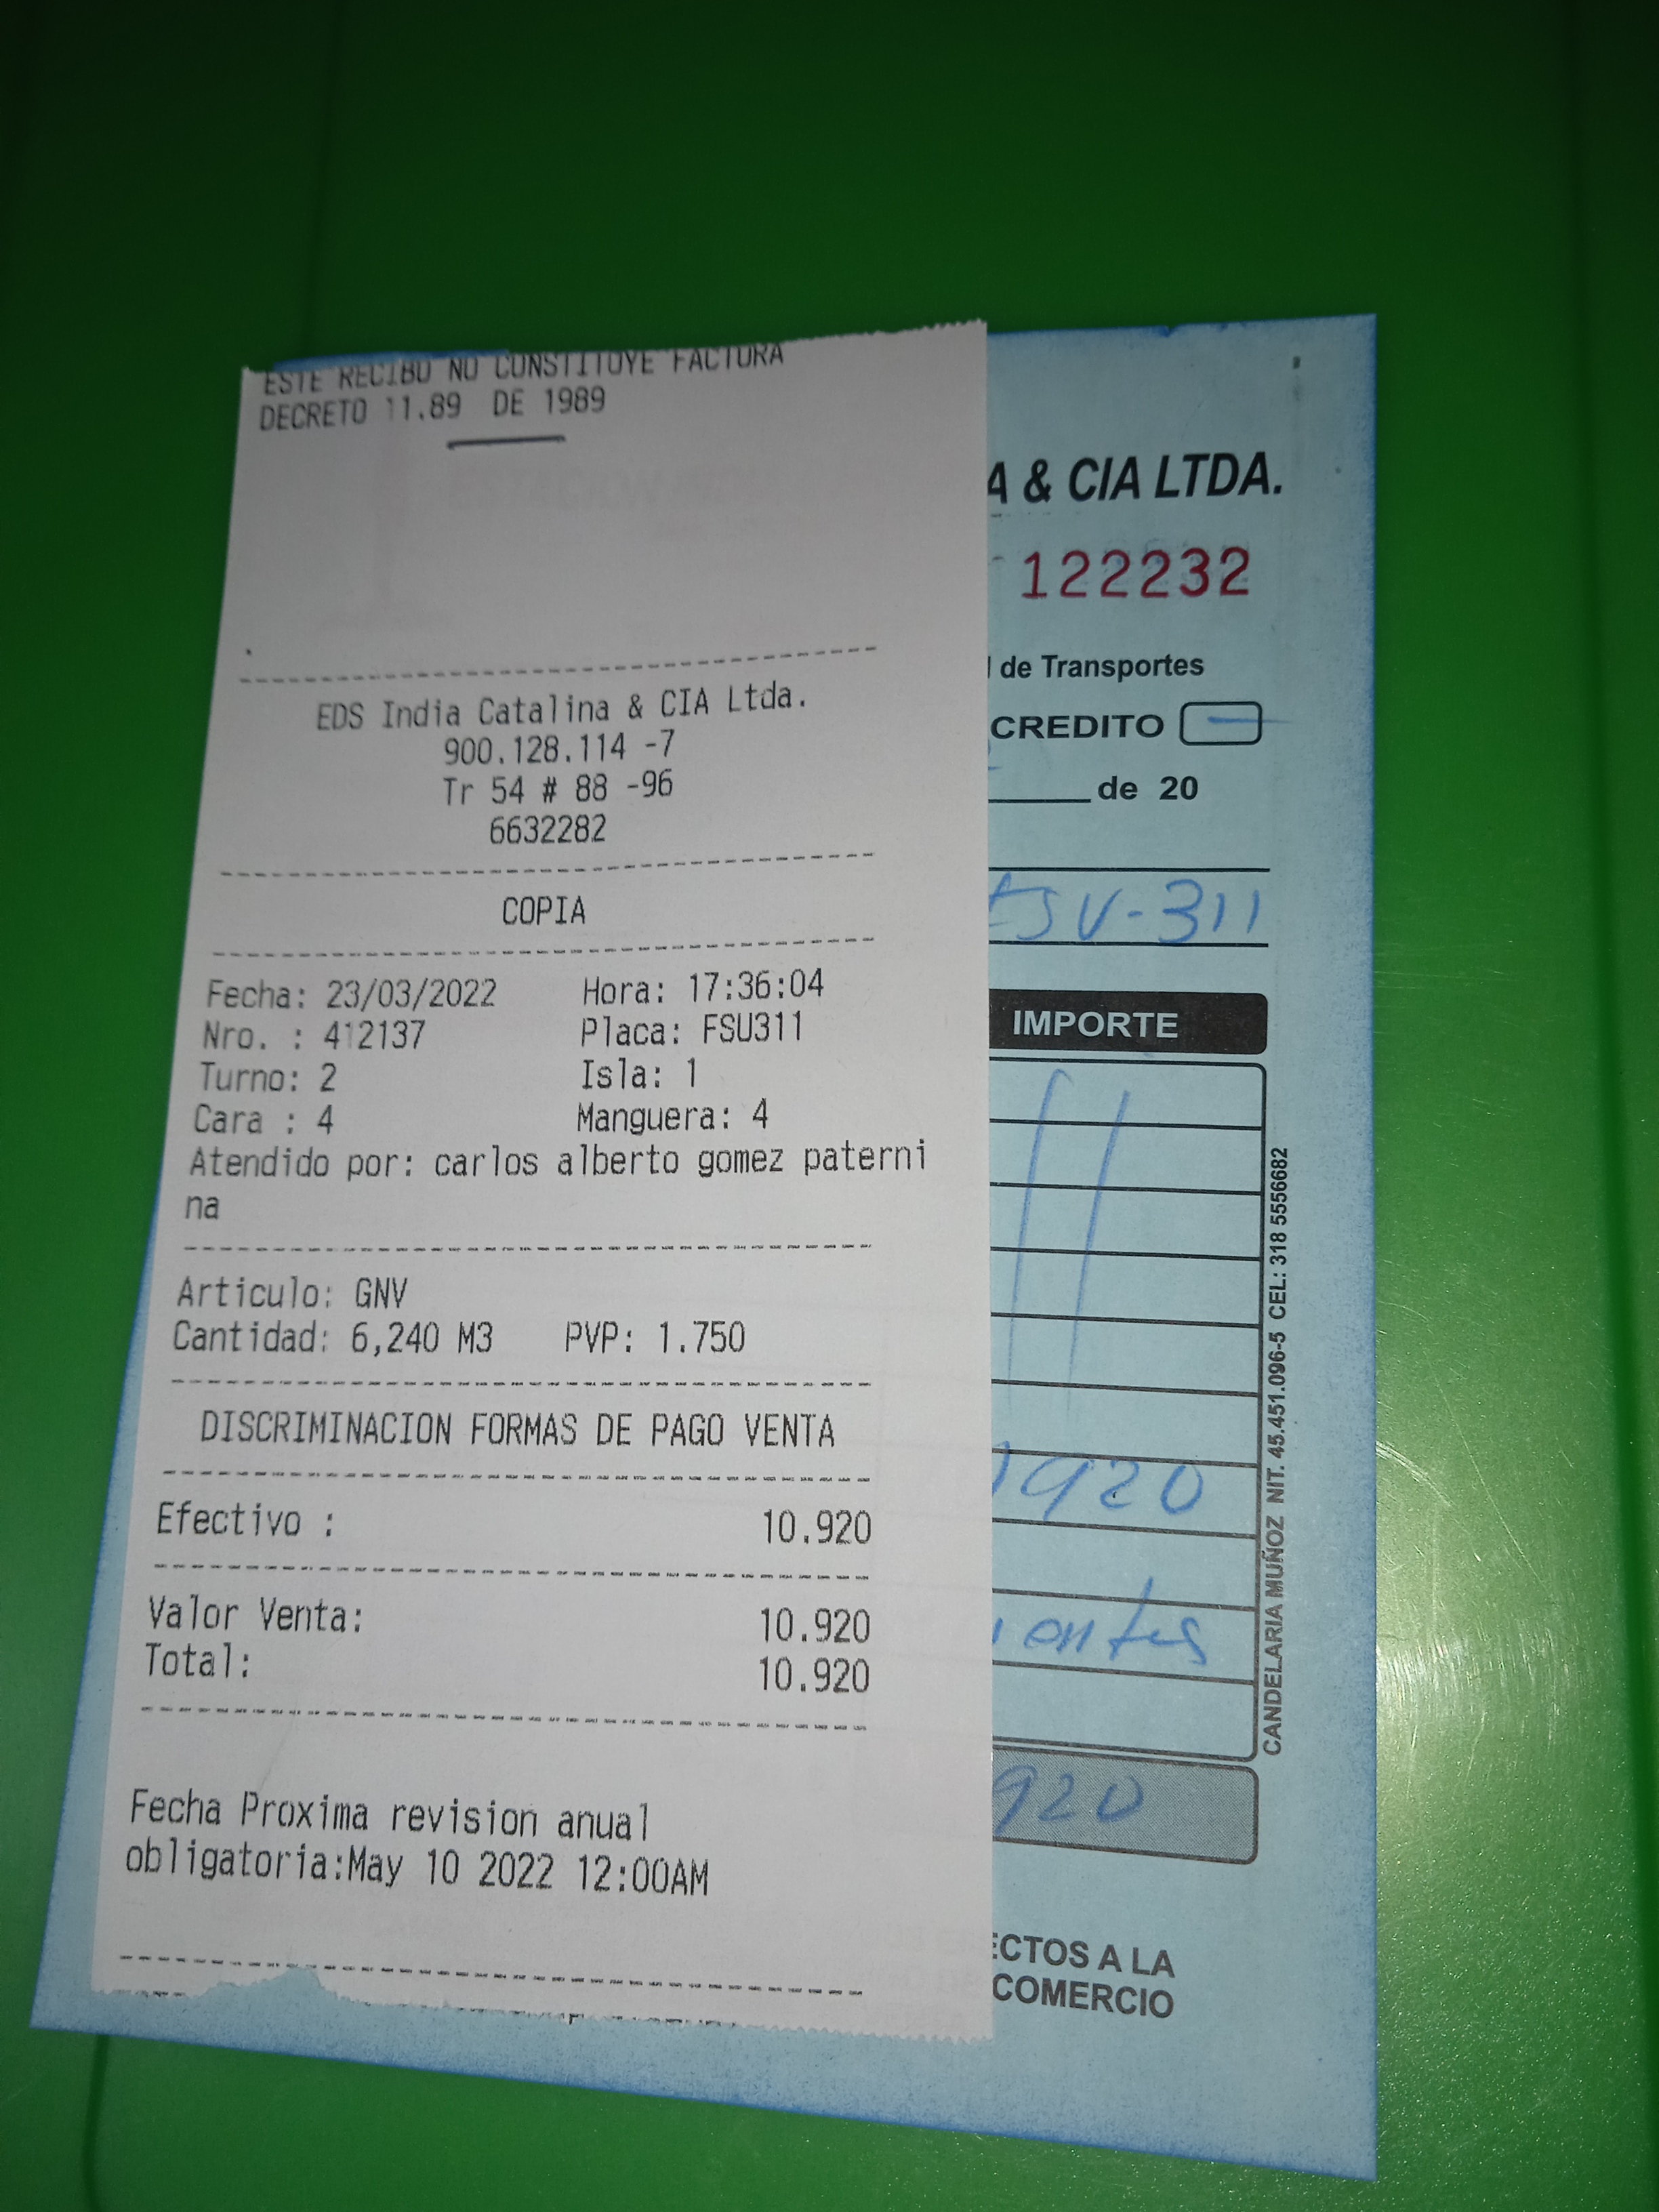 ESTE RECIBO NO CONSTITUYE FACTURA
DECRETO 11.89 DE 1989
EDS India Catalina & CIA Ltda.
900.128.114 -7
Tr 54 # 88 -96
6632282
COPIA
Fecha: 23/03/2022 Hora: 17:36:04
Nro. : 412137 Placa: FSU311
Turno: 2 Isla: 1
Cara : 4 Manguera: 4
Atendido por: carlos alberto gomez paterni
na
Articulo: GNV
Cantidad: 6,240 M3 PVP: 1.750
DISCRIMINACION FORMAS DE PAGO VENTA
Efectivo : 10.920
Valor Venta: 10.920
Total: 10.920
Fecha Proxima revision anual
obligatoria:May 10 2022 12:00AM
A & CIA LTDA.
122232
de Transportes
CREDITO
de 20
SU-311
IMPORTE
920
920
ECTOS A LA
COMERCIO
CANDELARIA MUÑOZ NIT. 45.451.096-5 CEL: 318 5556682